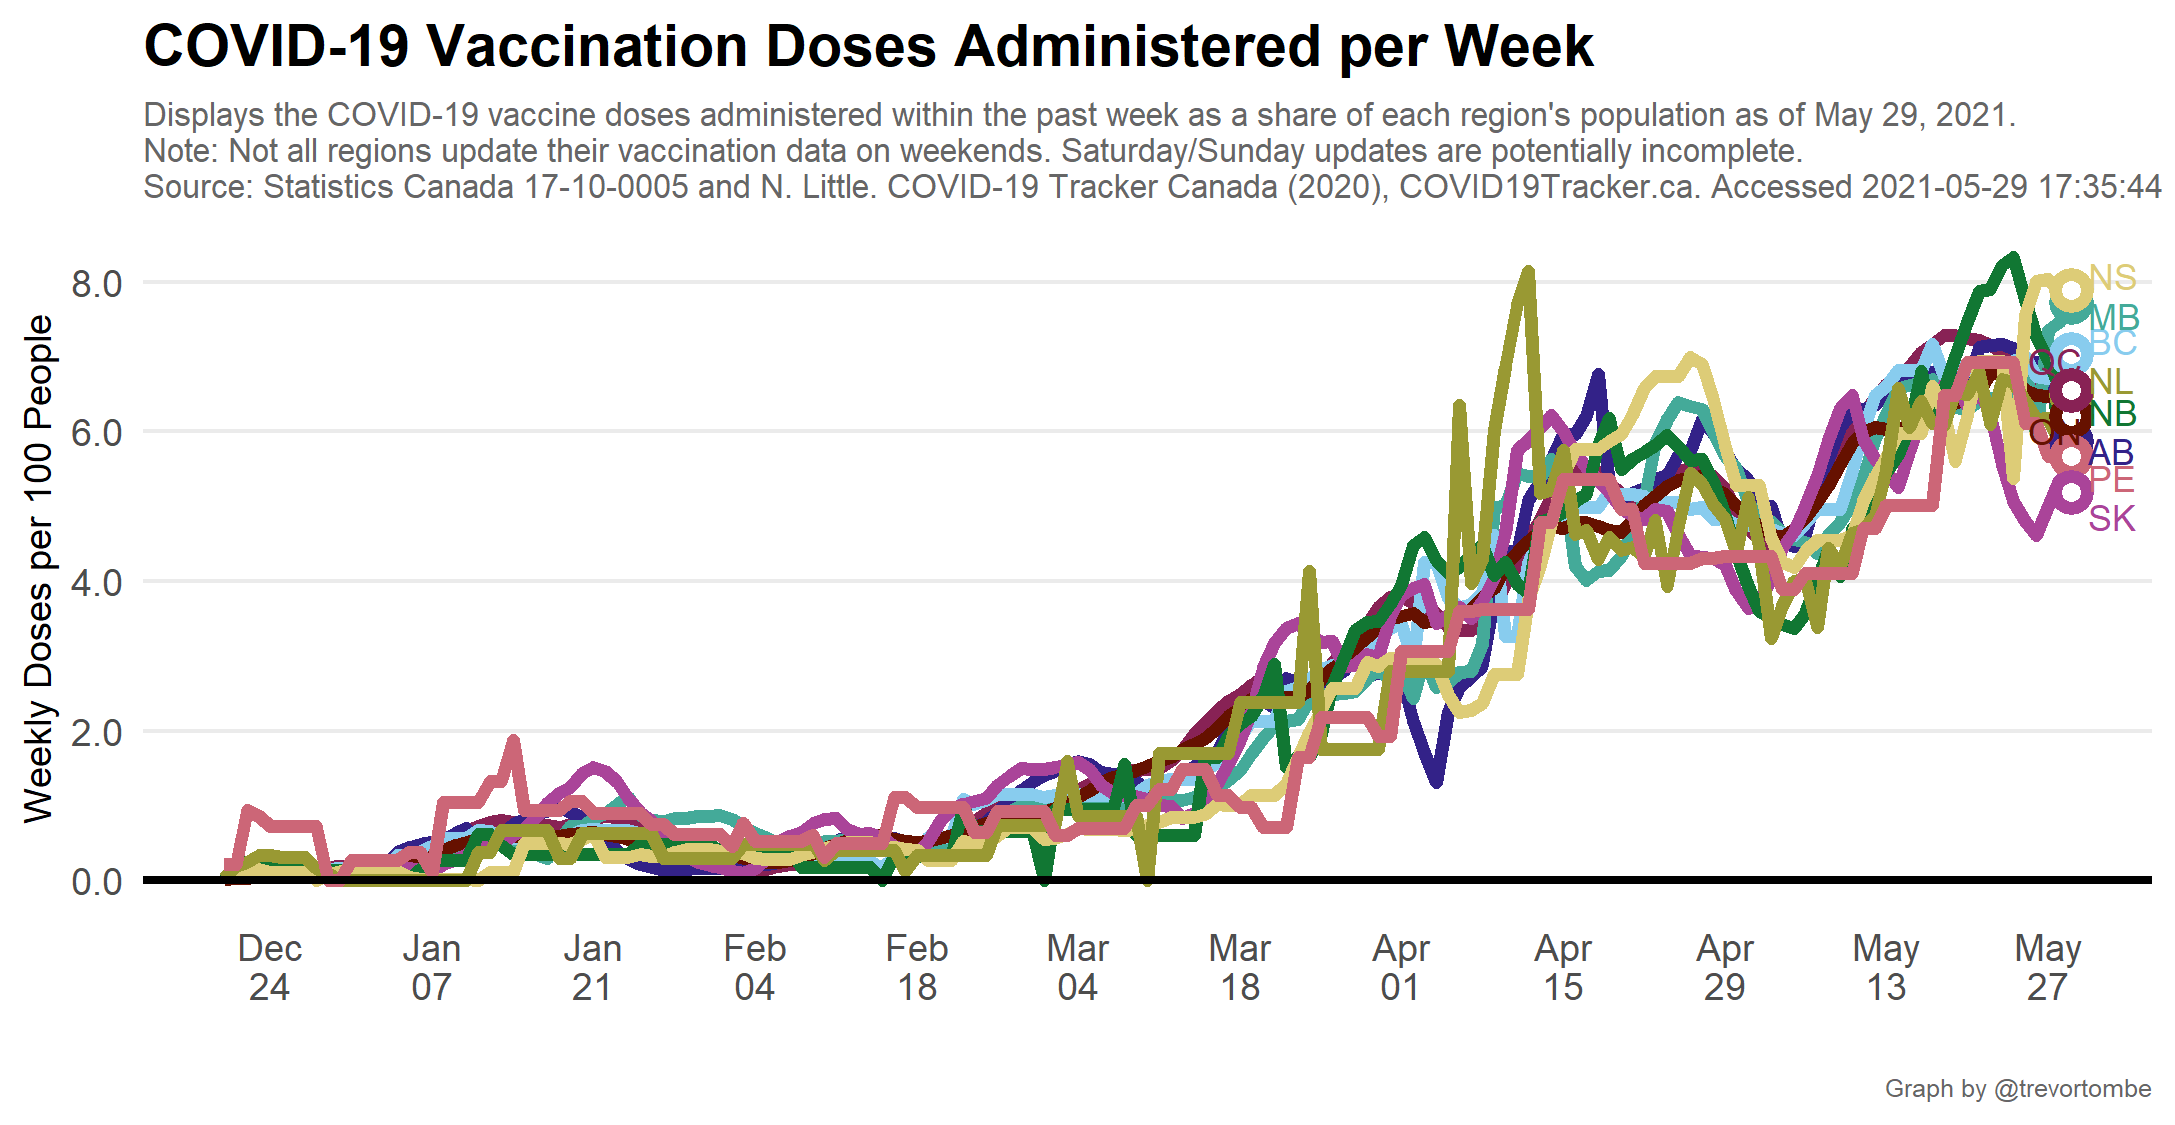 COVID-19 Vaccination Doses Administered per Week
Displays the COVID-19 vaccine doses administered within the past week as a share of each region's population as of May 29, 2021.
Note: Not all regions update their vaccination data on weekends. Saturday/Sunday updates are potentially incomplete.
Source: Statistics Canada 17-10-0005 and N. Little. COVID-19 Tracker Canada (2020), COVID19Tracker.ca. Accessed 2021-05-29 17:35:44
Weekly Doses per 100 People
8.0
6.0
4.0
2.0
0.0
NS
MB
BC
QC
NL
NB
ON
AB
PE
SK
Dec 24
Jan 07
Jan 21
Feb 04
Feb 18
Mar 04
Mar 18
Apr 01
Apr 15
Apr 29
May 13
May 27
Graph by @trevortombe